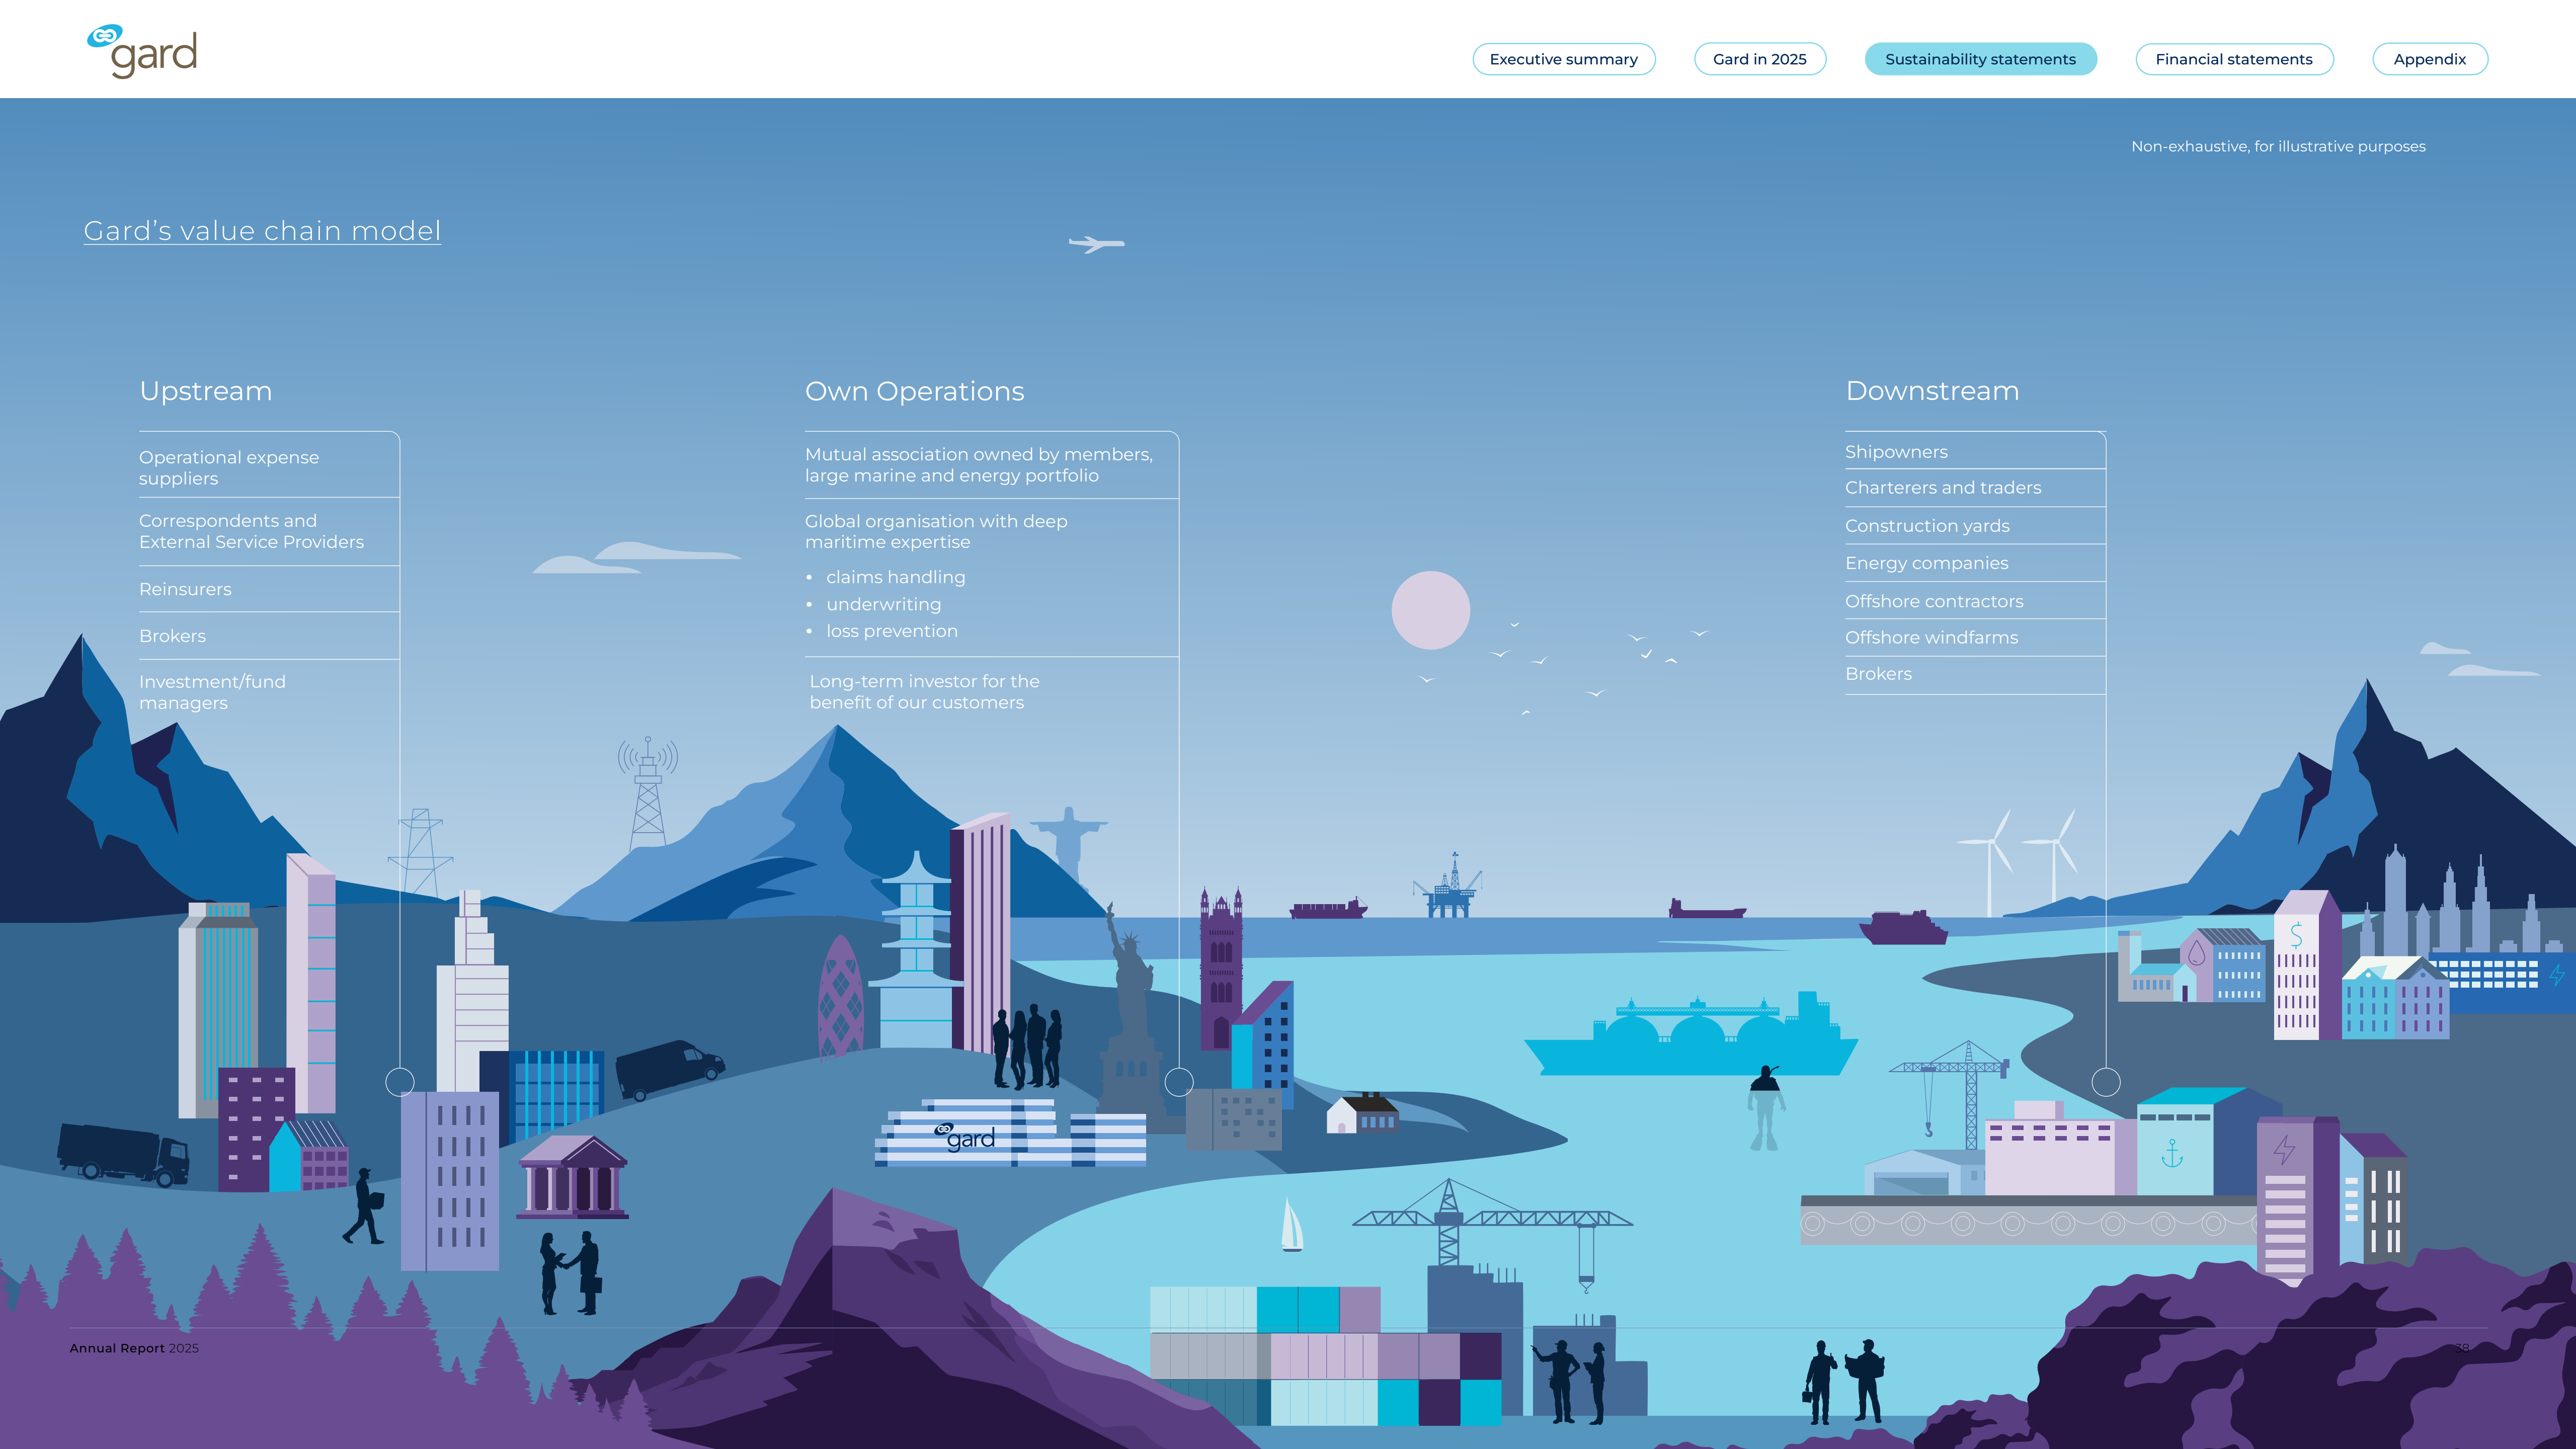 gard
Executive summary
Gard in 2025
Sustainability statements
Financial statements
Appendix
Non-exhaustive, for illustrative purposes
Gard’s value chain model
Upstream
Operational expense
suppliers
Correspondents and
External Service Providers
Reinsurers
Brokers
Investment/fund
managers
Own Operations
Mutual association owned by members,
large marine and energy portfolio
Global organisation with deep
maritime expertise
• claims handling
• underwriting
• loss prevention
Long-term investor for the
benefit of our customers
Downstream
Shipowners
Charterers and traders
Construction yards
Energy companies
Offshore contractors
Offshore windfarms
Brokers
$
gard
Annual Report 2025
38